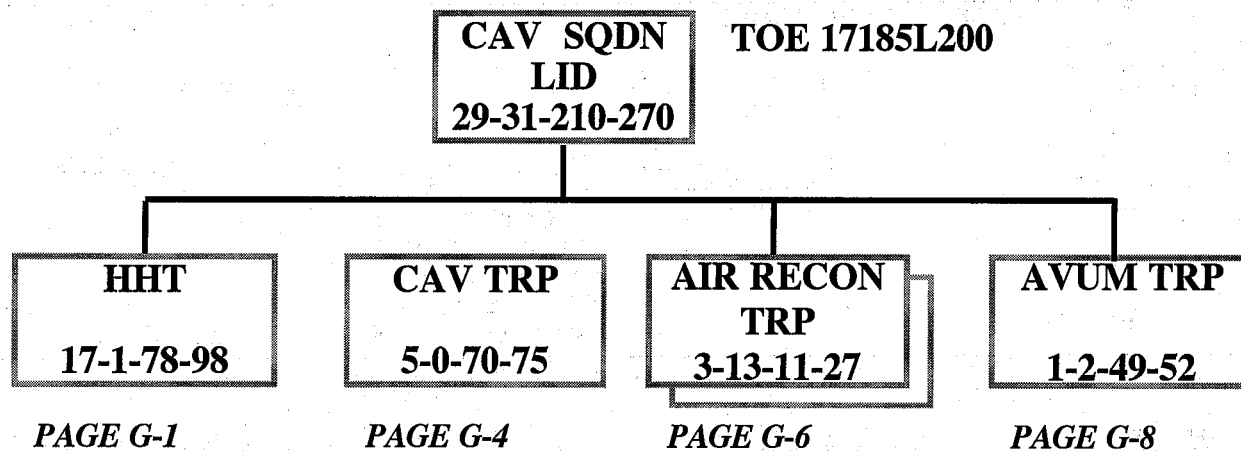 CAV SQDN
LID
29-31-210-270
TOE 17185L200
HHT
17-1-78-98
PAGE G-1
CAV TRP
5-0-70-75
PAGE G-4
AIR RECON
TRP
3-13-11-27
PAGE G-6
AVUM TRP
1-2-49-52
PAGE G-8